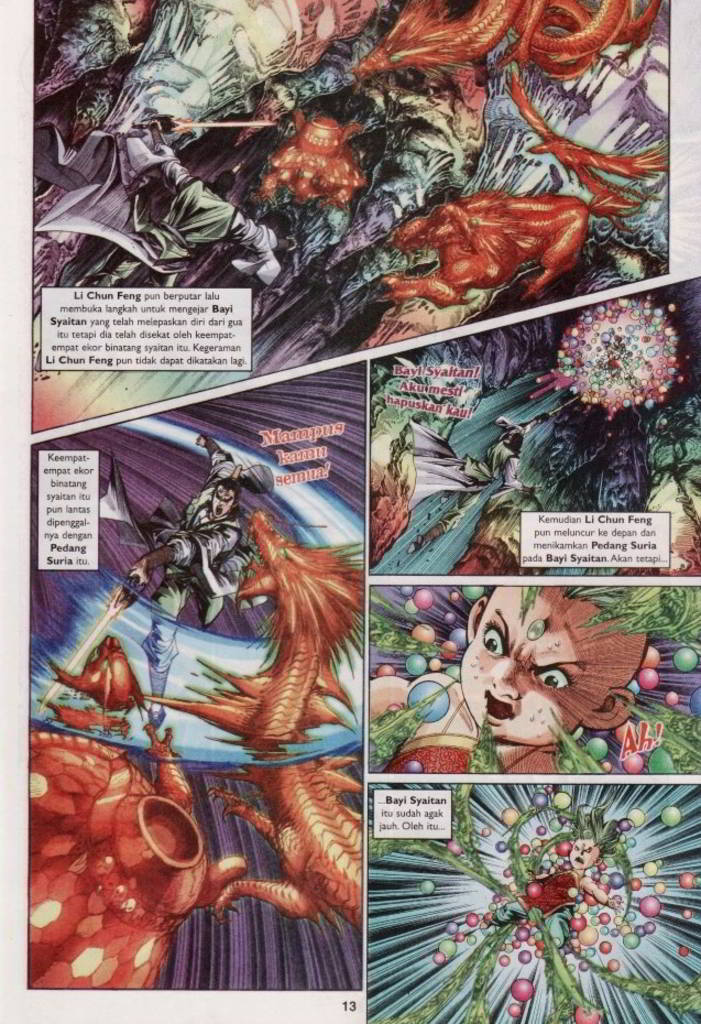 Li Chun Feng pun berputar lalu
membuka langkah untuk mengejar Bayi
Syaitan yang telah melepaskan diri dari gua
itu tetapi dia telah disekat oleh keempat-
empat ekor binatang syaitan itu. Kegeraman
Li Chun Feng pun tidak dapat dikatakan lagi.
Keempat-
empat ekor
binatang
syaitan itu
pun lantas
dipenggal-
nya dengan
Pedang
Suria itu.
Mampus
kamu
semua!
Bayi Syaitan!
Aku mesti
hapuskan kau!
Kemudian Li Chun Feng
pun meluncur ke depan dan
menikamkan Pedang Suria
pada Bayi Syaitan. Akan tetapi...
Ah!
...Bayi Syaitan
itu sudah agak
jauh. Oleh itu...
13